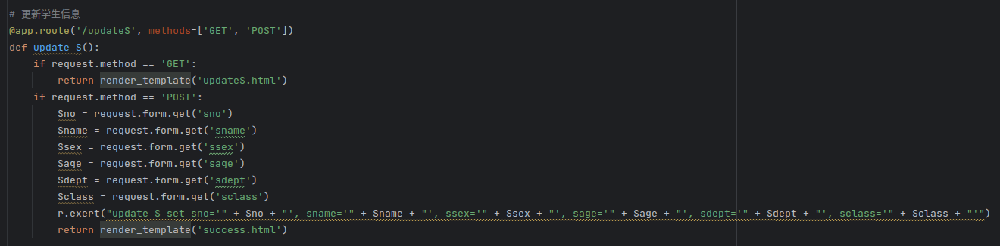 # 更新学生信息
@app.route('/updateS', methods=['GET', 'POST'])
def update_S():
    if request.method == 'GET':
        return render_template('updateS.html')
    if request.method == 'POST':
        Sno = request.form.get('sno')
        Sname = request.form.get('sname')
        Ssex = request.form.get('ssex')
        Sage = request.form.get('sage')
        Sdept = request.form.get('sdept')
        Sclass = request.form.get('sclass')
        r.exert("update S set sno='" + Sno + "', sname='" + Sname + "', ssex='" + Ssex + "', sage='" + Sage + "', sdept='" + Sdept + "', sclass='" + Sclass + "'")
        return render_template('success.html')